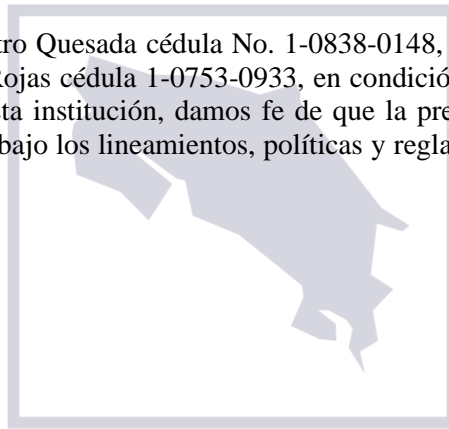 tro Quesada cédula No. 1-0838-0148,
Rojas cédula 1-0753-0933, en condició
sta institución, damos fe de que la pre
bajo los lineamientos, políticas y regla